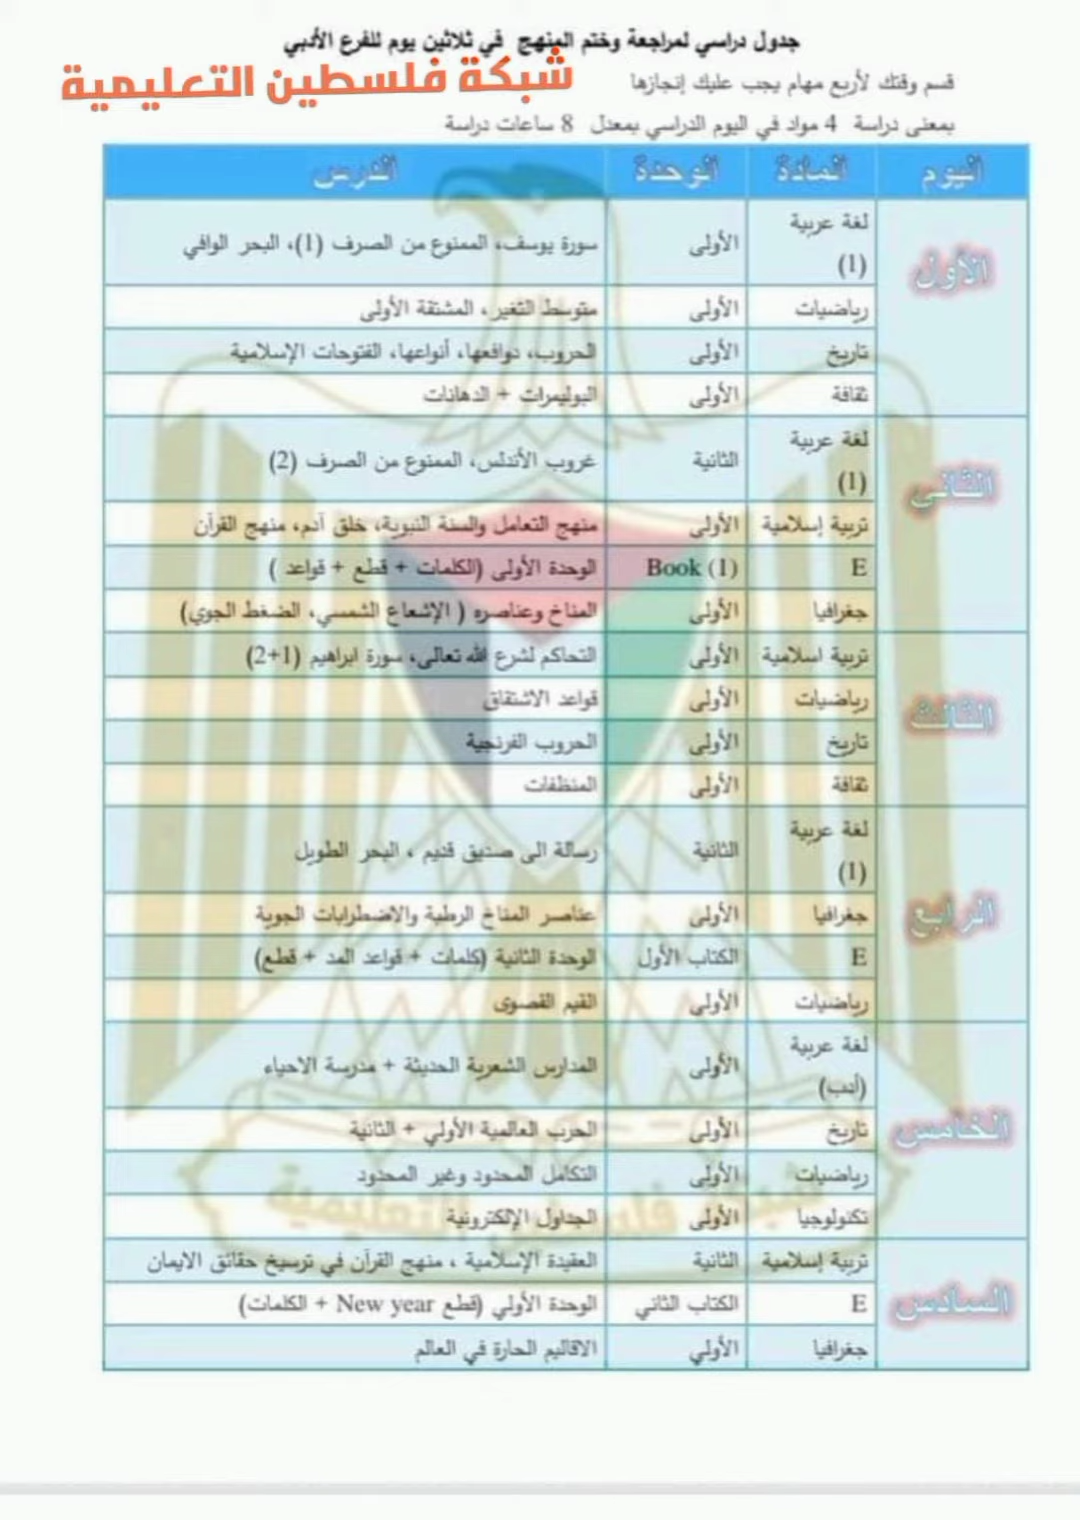 جدول دراسي لمراجعة وختم المنهج في ثلاثين يوم للفرع الأدبي
شبكة فلسطين التعليمية
قسم وقتك لأربع مهام يجب عليك إنجازها
بمعنى دراسة 4 مواد في اليوم الدراسي بمعدل 8 ساعات دراسة
اليوم المادة الوحدة الدرس
الأول
لغة عربية (1) الأولى سورة يوسف، الممنوع من الصرف (1)، البحر الوافي
رياضيات الأولى متوسط التغير، المشتقة الأولى
تاريخ الأولى الحروب، دوافعها، أنواعها، الفتوحات الإسلامية
ثقافة الأولى البوليمرات + الدهانات
الثاني
لغة عربية (1) الثانية غروب الأندلس، الممنوع من الصرف (2)
تربية إسلامية الأولى منهج التعامل والسنة النبوية، خلق آدم، منهج القرآن
E Book (1) الوحدة الأولى (الكلمات + قطع + قواعد )
جغرافيا الأولى المناخ وعناصره ( الإشعاع الشمسي، الضغط الجوي)
الثالث
تربية اسلامية الأولى التحاكم لشرع الله تعالى، سورة ابراهيم (1+2)
رياضيات الأولى قواعد الاشتقاق
تاريخ الأولى الحروب الفرنجية
ثقافة الأولى المنظفات
الرابع
لغة عربية (1) الثانية رسالة الى صديق قديم ، البحر الطويل
جغرافيا الأولى عناصر المناخ الرطبة والاضطرابات الجوية
E الكتاب الأول الوحدة الثانية (كلمات + قواعد المد + قطع)
رياضيات الأولى القيم القصوى
الخامس
لغة عربية (أدب) الأولى المدارس الشعرية الحديثة + مدرسة الاحياء
تاريخ الأولى الحرب العالمية الأولي + الثانية
رياضيات الأولى التكامل المحدود وغير المحدود
تكنولوجيا الأولى الجداول الإلكترونية
السادس
تربية إسلامية الثانية العقيدة الإسلامية ، منهج القرآن في ترسيخ حقائق الايمان
E الكتاب الثاني الوحدة الأولي (قطع New year + الكلمات)
جغرافيا الأولي الاقاليم الحارة في العالم
شبكة فلسطين التعليمية